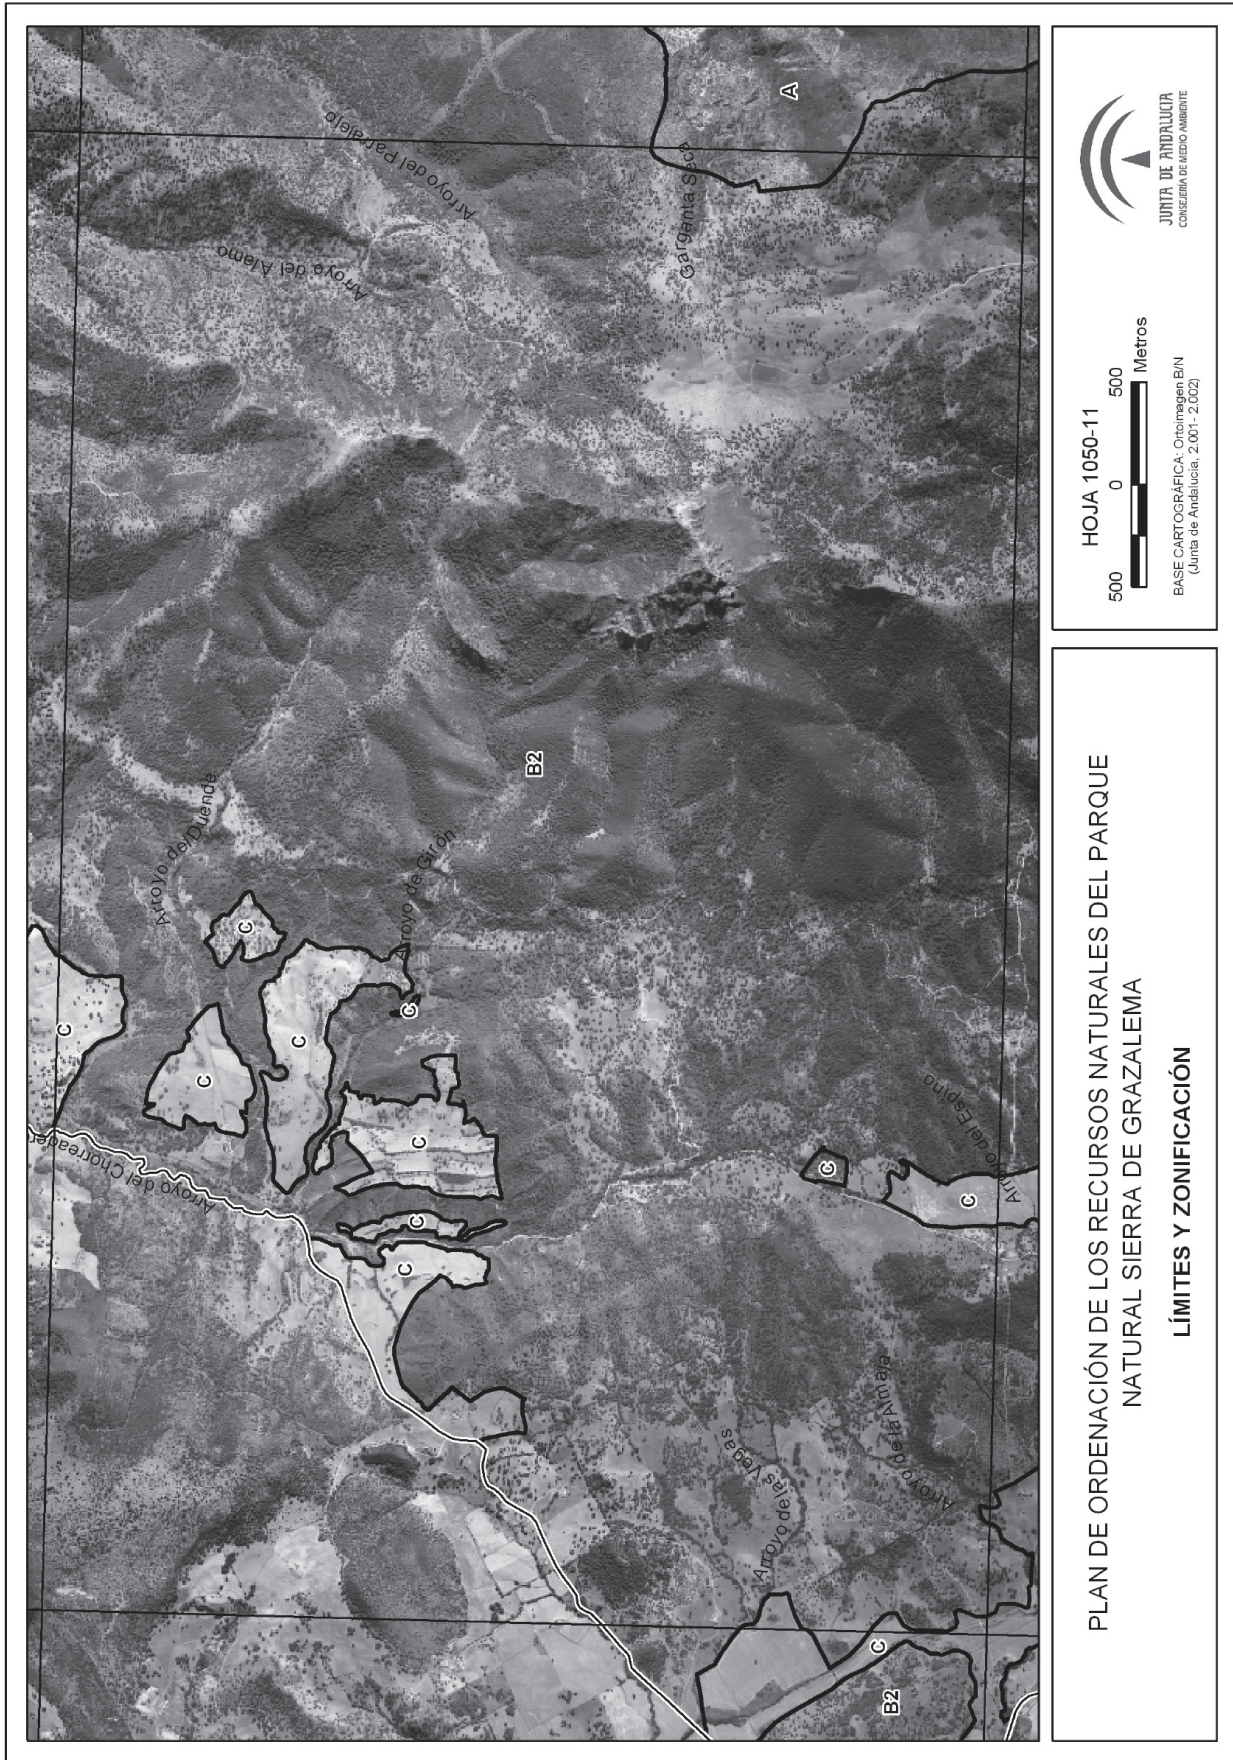 Arroyo del Chorreadero
Arroyo del Duende
Arroyo del Álamo
Arroyo del Parralejo
Arroyo de Girón
Garganta Seca
Arroyo de las Vegas
Arroyo de la Almaja
Arroyo del Espino
C
C
C
C
C
C
C
C
C
C
C
B2
B2
A
PLAN DE ORDENACIÓN DE LOS RECURSOS NATURALES DEL PARQUE
NATURAL SIERRA DE GRAZALEMA
LÍMITES Y ZONIFICACIÓN
HOJA 1050-11
500 0 500
Metros
BASE CARTOGRÁFICA: Ortoimagen B/N
(Junta de Andalucía, 2.001- 2.002)
JUNTA DE ANDALUCIA
CONSEJERÍA DE MEDIO AMBIENTE